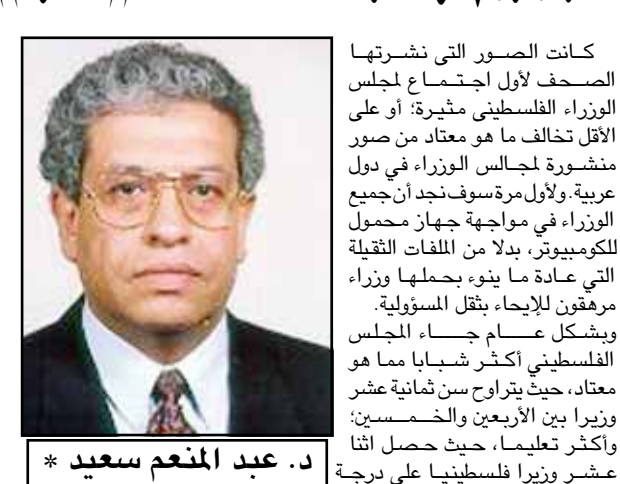 كانت الصور التى نشرتها
الصحف لأول اجتماع لمجلس
الوزراء الفلسطينى مثيرة؛ أو على
الأقل تخالف ما هو معتاد من صور
منشورة لمجالس الوزراء في دول
عربية. ولأول مرة سوف نجد أن جميع
الوزراء في مواجهة جهاز محمول
للكومبيوتر، بدلا من الملفات الثقيلة
التي عادة ما ينوء بحملها وزراء
مرهقون للإيحاء بثقل المسؤولية.
وبشكل عام جاء المجلس
الفلسطيني أكثر شبابا مما هو
معتاد، حيث يتراوح سن ثمانية عشر
وزيرا بين الأربعين والخمسين؛
وأكثر تعليما، حيث حصل اثنا
عشر وزيرا فلسطينيا على درجة
د. عبد المنعم سعيد *